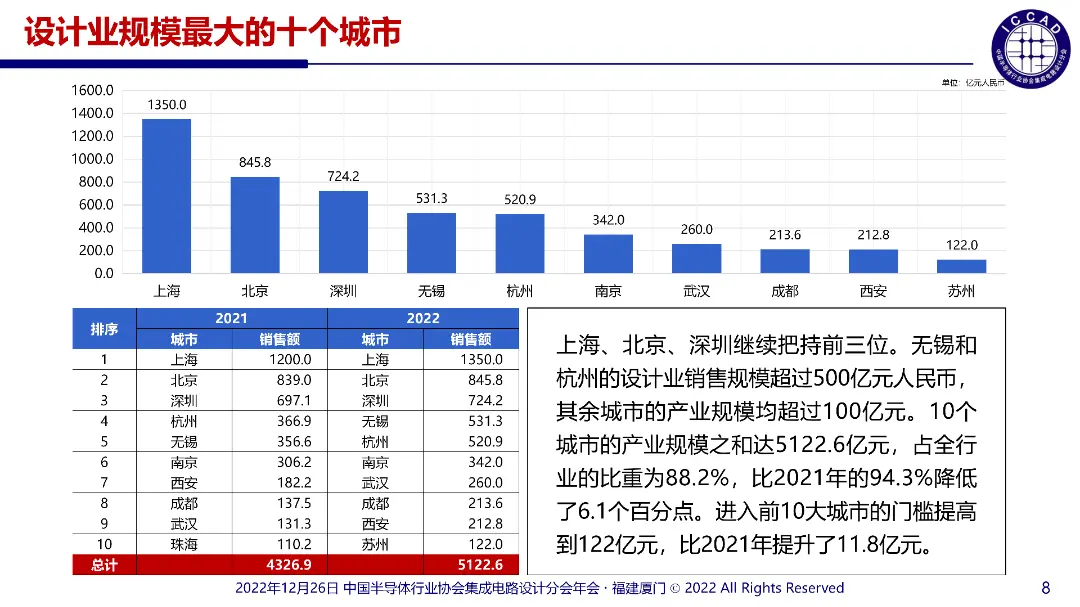 设计业规模最大的十个城市
ICCAD
中国半导体行业协会集成电路设计分会
单位：亿元人民币
1600.0
1400.0
1200.0
1000.0
800.0
600.0
400.0
200.0
0.0
1350.0
845.8
724.2
531.3
520.9
342.0
260.0
213.6
212.8
122.0
上海 北京 深圳 无锡 杭州 南京 武汉 成都 西安 苏州
排序 2021 2022
城市 销售额 城市 销售额
1 上海 1200.0 上海 1350.0
2 北京 839.0 北京 845.8
3 深圳 697.1 深圳 724.2
4 杭州 366.9 无锡 531.3
5 无锡 356.6 杭州 520.9
6 南京 306.2 南京 342.0
7 西安 182.2 武汉 260.0
8 成都 137.5 成都 213.6
9 武汉 131.3 西安 212.8
10 珠海 110.2 苏州 122.0
总计 4326.9 5122.6
上海、北京、深圳继续把持前三位。无锡和
杭州的设计业销售规模超过500亿元人民币，
其余城市的产业规模均超过100亿元。10个
城市的产业规模之和达5122.6亿元，占全行
业的比重为88.2%，比2021年的94.3%降低
了6.1个百分点。进入前10大城市的门槛提高
到122亿元，比2021年提升了11.8亿元。
2022年12月26日 中国半导体行业协会集成电路设计分会年会·福建厦门 © 2022 All Rights Reserved
8